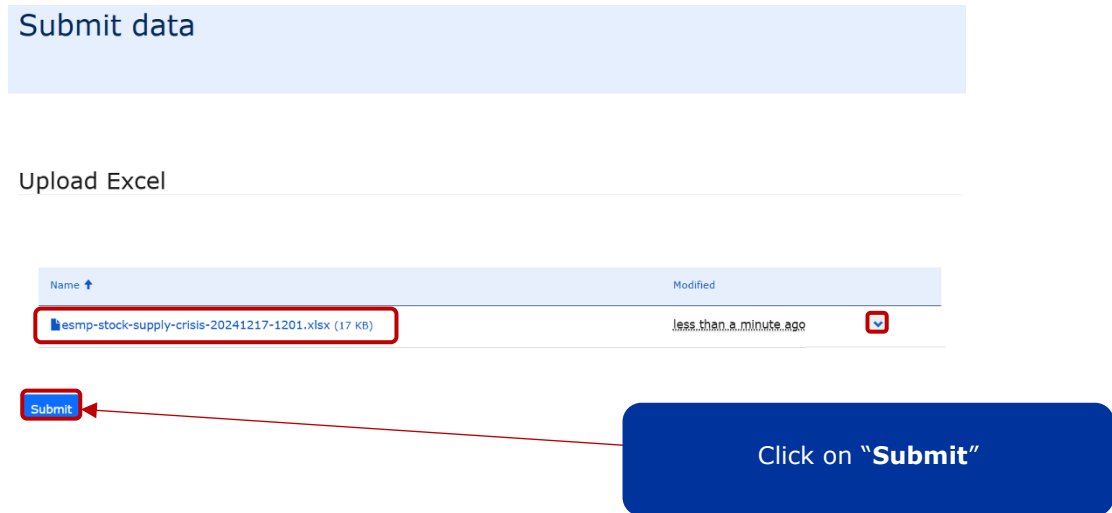 Submit data
Upload Excel
Name Modified
esmp-stock-supply-crisis-20241217-1201.xlsx (17 KB) less than a minute ago
Submit
Click on “Submit”